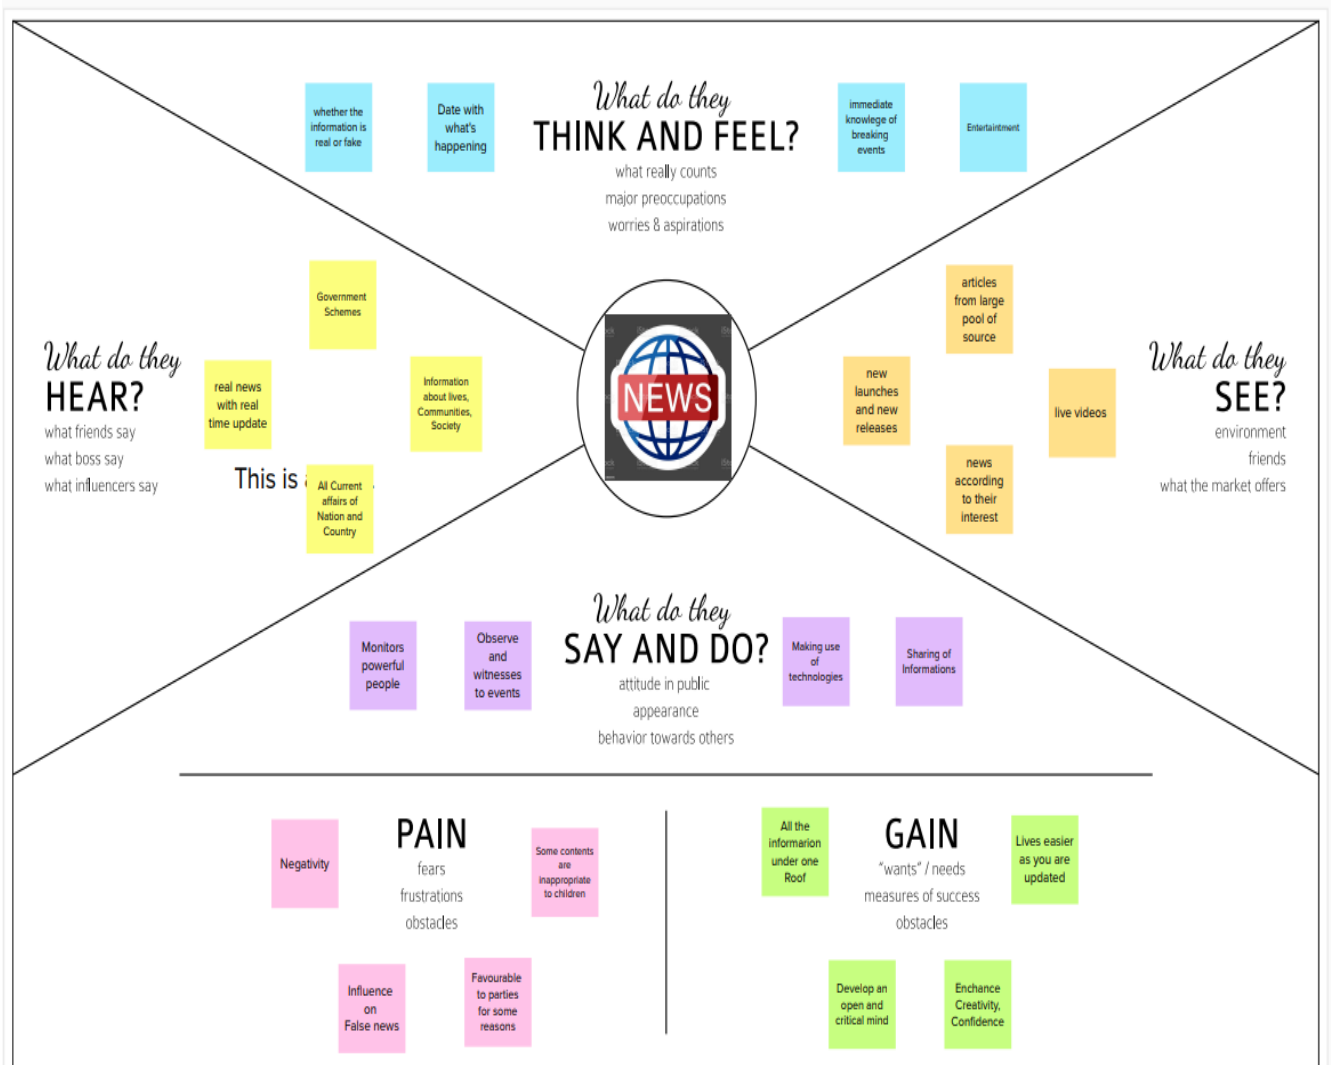 What do they
THINK AND FEEL?
what really counts
major preoccupations
worries & aspirations
whether the
information is
real or fake
Date with
what's
happening
immediate
knowlege of
breaking
events
Entertaintment
What do they
HEAR?
what friends say
what boss say
what influencers say
Government
Schemes
real news
with real
time update
Information
about lives,
Communities,
Society
This is
All Current
affairs of
Nation and
Country
NEWS
What do they
SEE?
environment
friends
what the market offers
articles
from large
pool of
source
new
launches
and new
releases
live videos
news
according
to their
interest
What do they
SAY AND DO?
attitude in public
appearance
behavior towards others
Monitors
powerful
people
Observe
and
witnesses
to events
Making use
of
technologies
Sharing of
Informations
PAIN
fears
frustrations
obstacles
Negativity
Some contents
are
inappropriate
to children
Influence
on
False news
Favourable
to parties
for some
reasons
GAIN
"wants" / needs
measures of success
obstacles
All the
informarion
under one
Roof
Lives easier
as you are
updated
Develop an
open and
critical mind
Enchance
Creativity,
Confidence